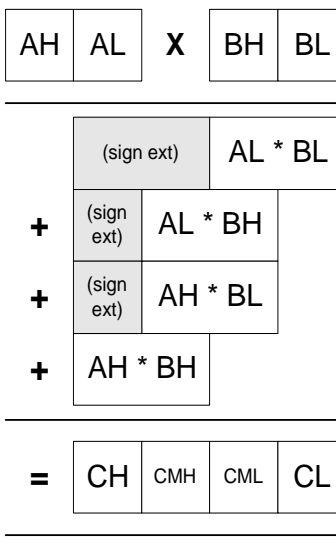 AH AL X BH BL
(sign ext) AL * BL
+ (sign ext) AL * BH
+ (sign ext) AH * BL
+ AH * BH
= CH CMH CML CL